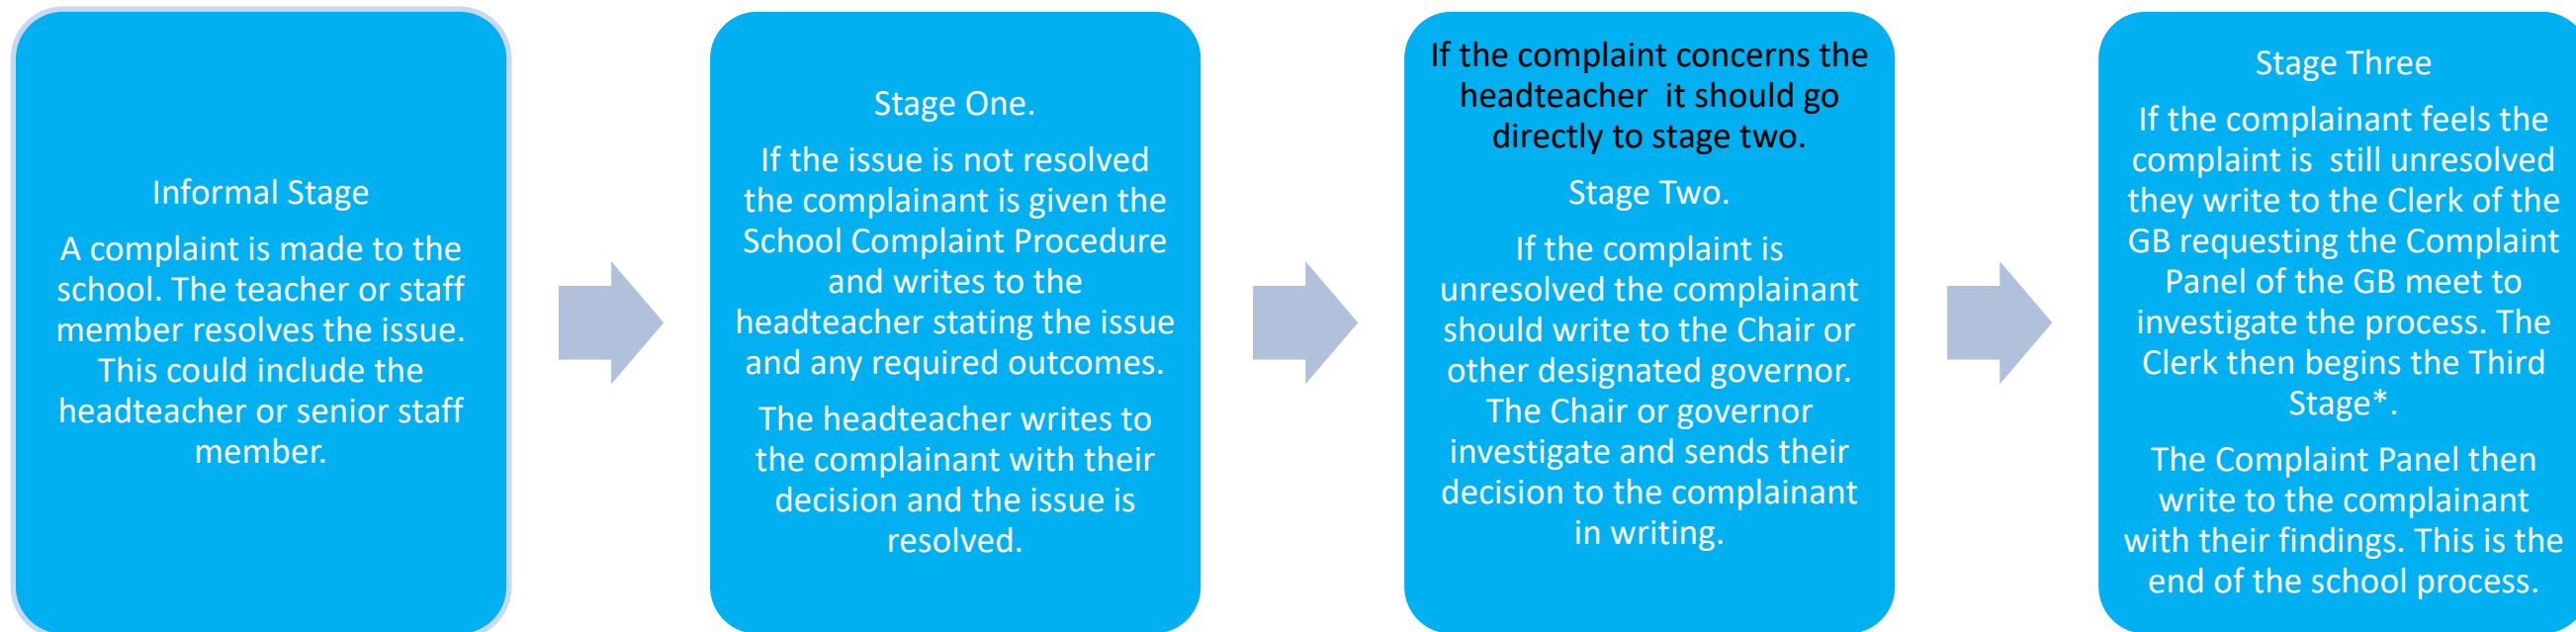 Informal Stage
A complaint is made to the
school. The teacher or staff
member resolves the issue.
This could include the
headteacher or senior staff
member.
Stage One.
If the issue is not resolved
the complainant is given the
School Complaint Procedure
and writes to the
headteacher stating the issue
and any required outcomes.
The headteacher writes to
the complainant with their
decision and the issue is
resolved.
If the complaint concerns the
headteacher it should go
directly to stage two.
Stage Two.
If the complaint is
unresolved the complainant
should write to the Chair or
other designated governor.
The Chair or governor
investigate and sends their
decision to the complainant
in writing.
Stage Three
If the complainant feels the
complaint is still unresolved
they write to the Clerk of the
GB requesting the Complaint
Panel of the GB meet to
investigate the process. The
Clerk then begins the Third
Stage*.
The Complaint Panel then
write to the complainant
with their findings. This is the
end of the school process.